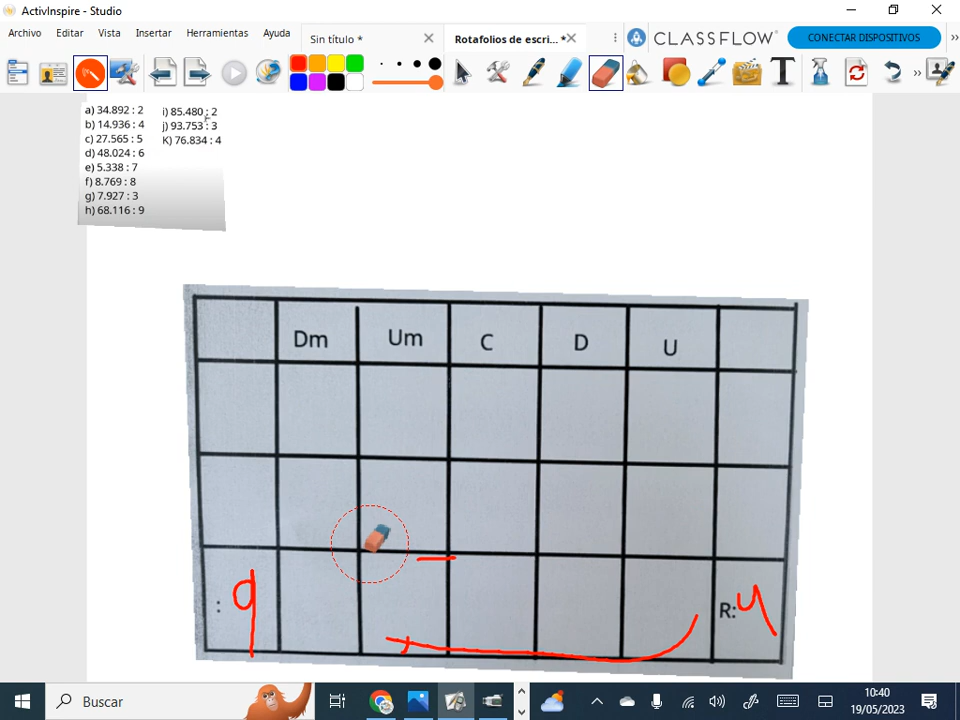 ActivInspire - Studio
Archivo Editar Vista Insertar Herramientas Ayuda
Sin título *
Rotafolios de escri... *
CLASSFLOW
CONECTAR DISPOSITIVOS
a) 34.892 : 2
b) 14.936 : 4
c) 27.565 : 5
d) 48.024 : 6
e) 5.338 : 7
f) 8.769 : 8
g) 7.927 : 3
h) 68.116 : 9
i) 85.480 : 2
j) 93.753 : 3
K) 76.834 : 4
Dm Um C D U
: 9 R: 4
Buscar
10:40
19/05/2023